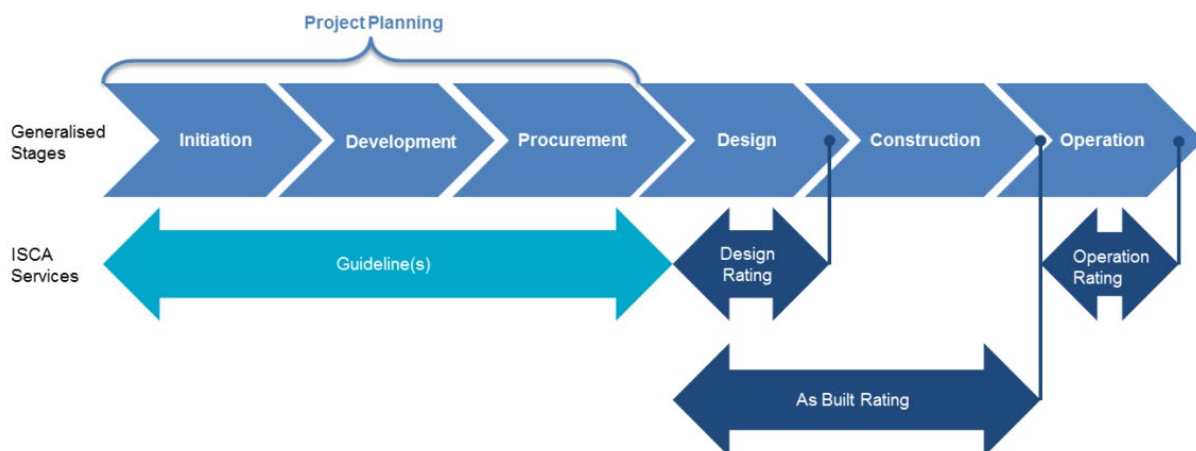 Project Planning
Generalised
Stages
Initiation
Development
Procurement
Design
Construction
Operation
ISCA
Services
Guideline(s)
Design
Rating
Operation
Rating
As Built Rating